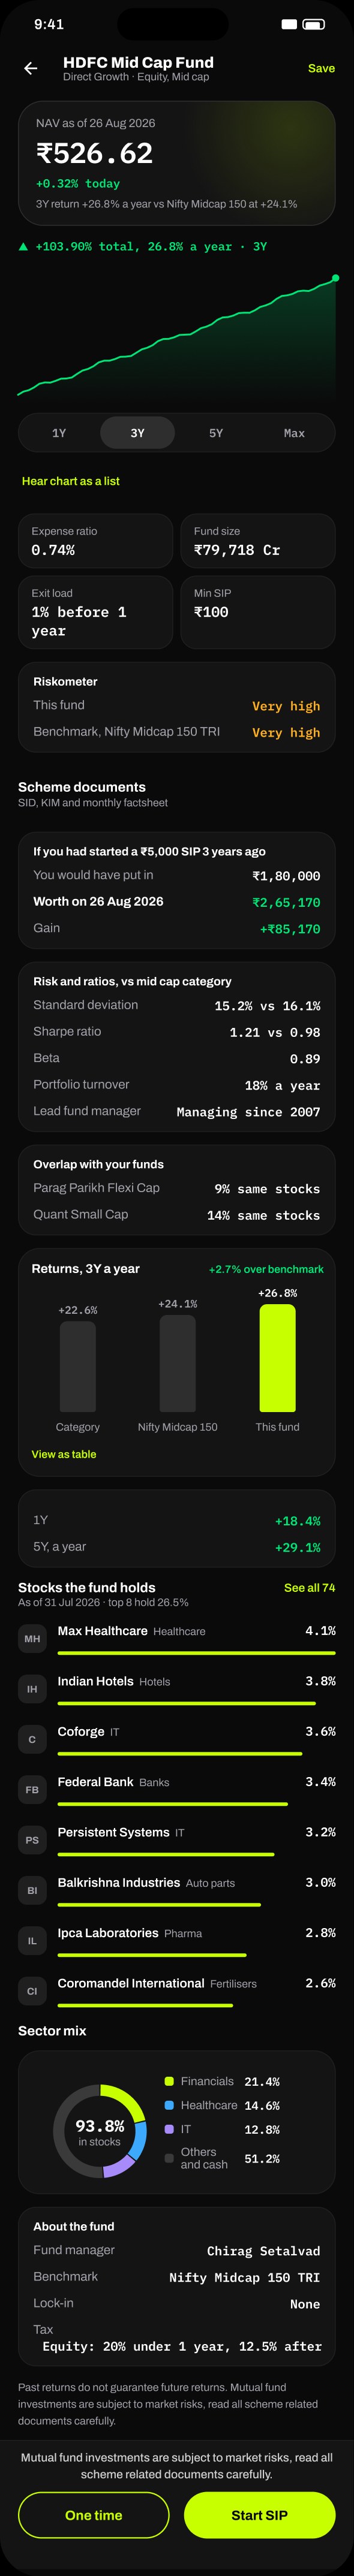 9:41
HDFC Mid Cap Fund
Direct Growth · Equity, Mid cap
Save
NAV as of 26 Aug 2026
₹526.62
+0.32% today
3Y return +26.8% a year vs Nifty Midcap 150 at +24.1%
▲ +103.90% total, 26.8% a year · 3Y
1Y 3Y 5Y Max
Hear chart as a list
Expense ratio
0.74%
Fund size
₹79,718 Cr
Exit load
1% before 1
year
Min SIP
₹100
Riskometer
This fund Very high
Benchmark, Nifty Midcap 150 TRI Very high
Scheme documents
SID, KIM and monthly factsheet
If you had started a ₹5,000 SIP 3 years ago
You would have put in ₹1,80,000
Worth on 26 Aug 2026 ₹2,65,170
Gain +₹85,170
Risk and ratios, vs mid cap category
Standard deviation 15.2% vs 16.1%
Sharpe ratio 1.21 vs 0.98
Beta 0.89
Portfolio turnover 18% a year
Lead fund manager Managing since 2007
Overlap with your funds
Parag Parikh Flexi Cap 9% same stocks
Quant Small Cap 14% same stocks
Returns, 3Y a year +2.7% over benchmark
+22.6% +24.1% +26.8%
Category Nifty Midcap 150 This fund
View as table
1Y +18.4%
5Y, a year +29.1%
Stocks the fund holds See all 74
As of 31 Jul 2026 · top 8 hold 26.5%
MH Max Healthcare Healthcare 4.1%
IH Indian Hotels Hotels 3.8%
C Coforge IT 3.6%
FB Federal Bank Banks 3.4%
PS Persistent Systems IT 3.2%
BI Balkrishna Industries Auto parts 3.0%
IL Ipca Laboratories Pharma 2.8%
CI Coromandel International Fertilisers 2.6%
Sector mix
93.8%
in stocks
Financials 21.4%
Healthcare 14.6%
IT 12.8%
Others
and cash 51.2%
About the fund
Fund manager Chirag Setalvad
Benchmark Nifty Midcap 150 TRI
Lock-in None
Tax
Equity: 20% under 1 year, 12.5% after
Past returns do not guarantee future returns. Mutual fund
investments are subject to market risks, read all scheme related
documents carefully.
Mutual fund investments are subject to market risks, read all
scheme related documents carefully.
One time Start SIP